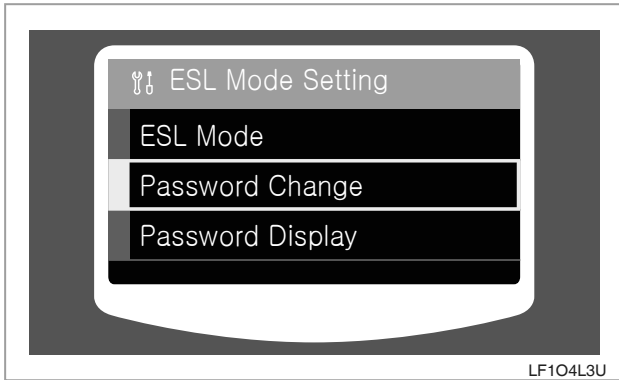 ESL Mode Setting
ESL Mode
Password Change
Password Display
LF1O4L3U